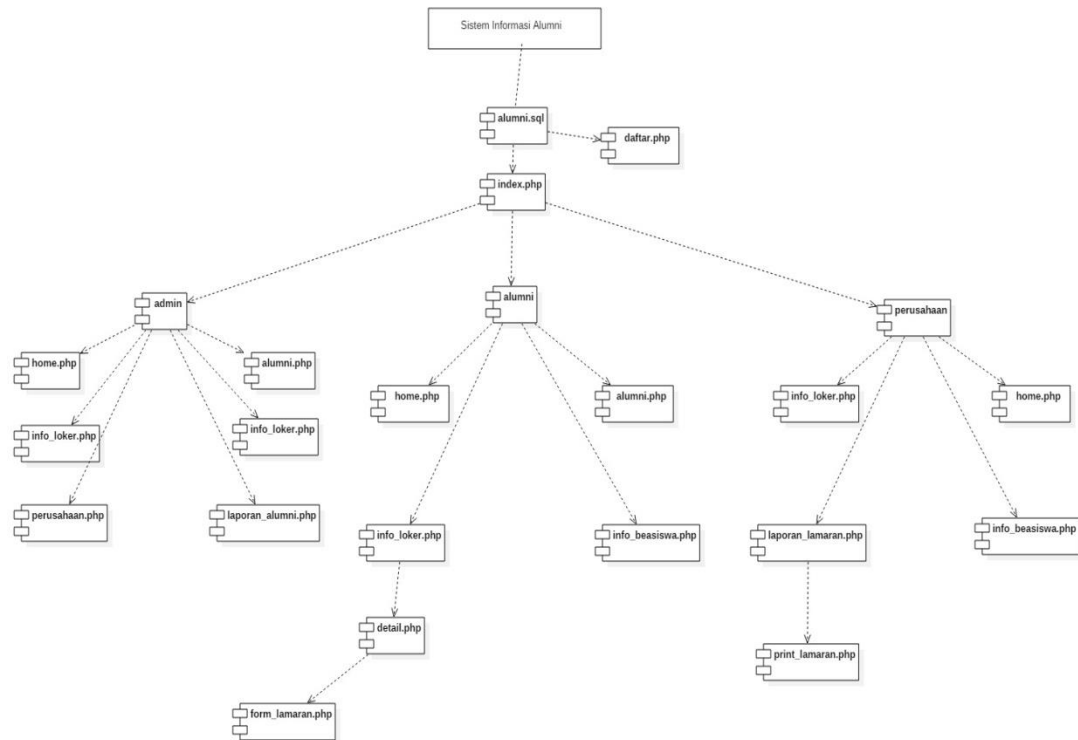 Sistem Informasi Alumni
alumni.sql
daftar.php
index.php
admin
alumni
perusahaan
home.php
alumni.php
home.php
alumni.php
info_loker.php
home.php
info_loker.php
info_loker.php
perusahaan.php
laporan_alumni.php
info_loker.php
info_beasiswa.php
laporan_lamaran.php
info_beasiswa.php
detail.php
print_lamaran.php
form_lamaran.php